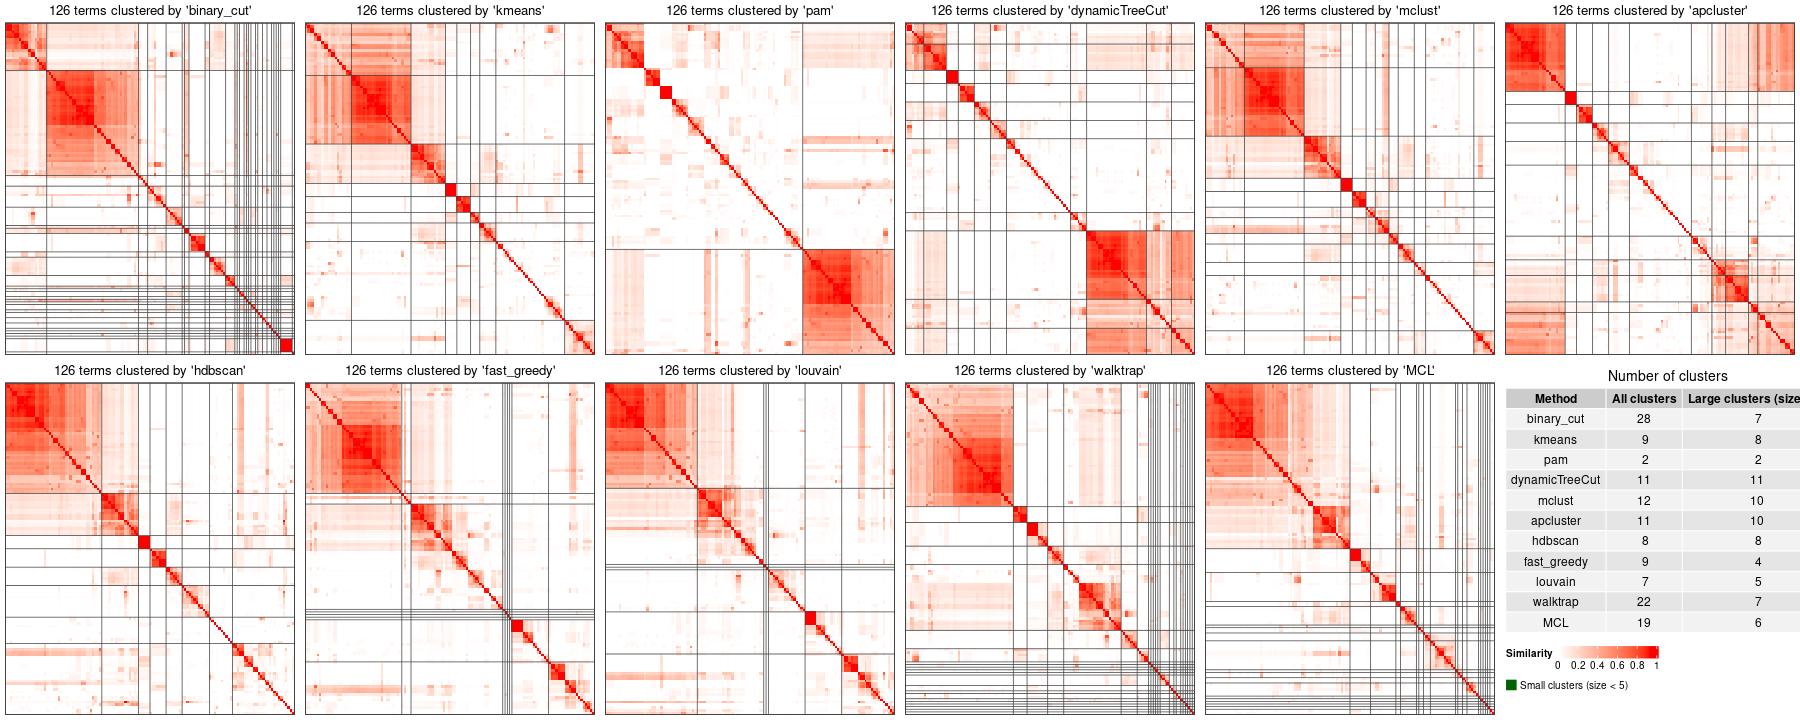 126 terms clustered by 'binary_cut'
126 terms clustered by 'kmeans'
126 terms clustered by 'pam'
126 terms clustered by 'dynamicTreeCut'
126 terms clustered by 'mclust'
126 terms clustered by 'apcluster'
126 terms clustered by 'hdbscan'
126 terms clustered by 'fast_greedy'
126 terms clustered by 'louvain'
126 terms clustered by 'walktrap'
126 terms clustered by 'MCL'
Number of clusters
Method All clusters Large clusters (size
binary_cut 28 7
kmeans 9 8
pam 2 2
dynamicTreeCut 11 11
mclust 12 10
apcluster 11 10
hdbscan 8 8
fast_greedy 9 4
louvain 7 5
walktrap 22 7
MCL 19 6
Similarity
0 0.2 0.4 0.6 0.8 1
Small clusters (size < 5)